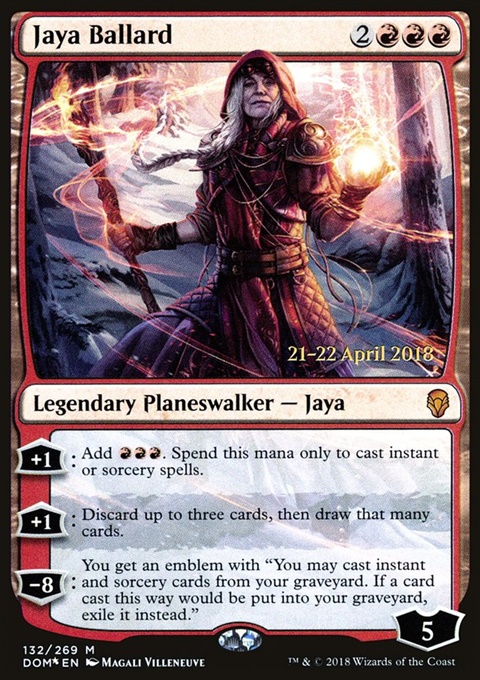 Jaya Ballard 2
21–22 April 2018
Legendary Planeswalker — Jaya
+1 : Add . Spend this mana only to cast instant
or sorcery spells.
+1 : Discard up to three cards, then draw that many
cards.
You get an emblem with “You may cast instant
−8 : and sorcery cards from your graveyard. If a card
cast this way would be put into your graveyard,
exile it instead.”
5
132/269 M
DOM★EN Magali Villeneuve
™ & © 2018 Wizards of the Coast